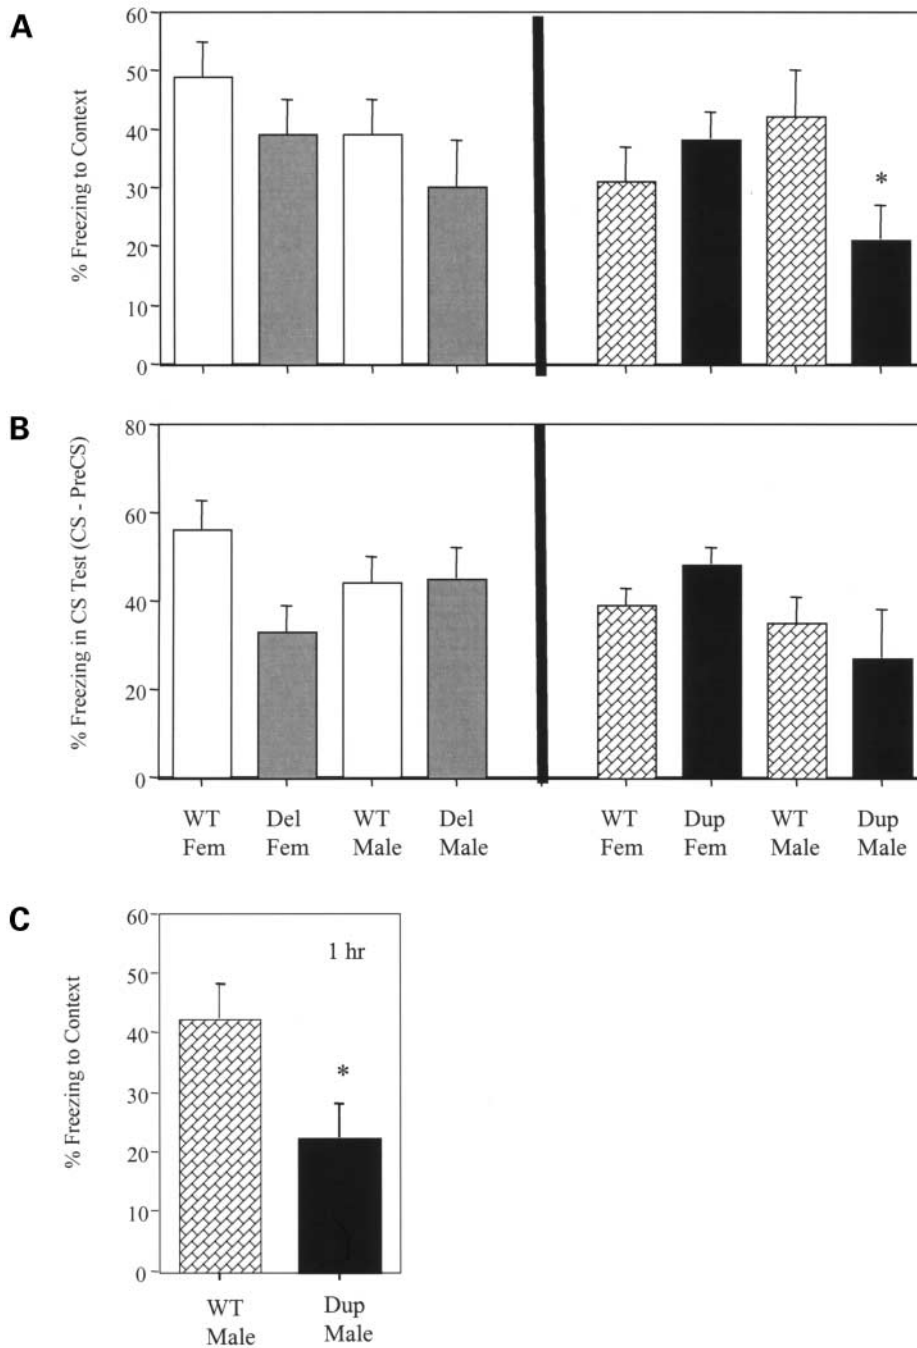 A
% Freezing to Context
60
50
40
30
20
10
0
*
B
% Freezing in CS Test (CS - PreCS)
80
60
40
20
0
WT Del WT Del WT Dup WT Dup
Fem Fem Male Male Fem Fem Male Male
C
% Freezing to Context
60
50
40
30
20
10
0
1 hr
*
WT Dup
Male Male